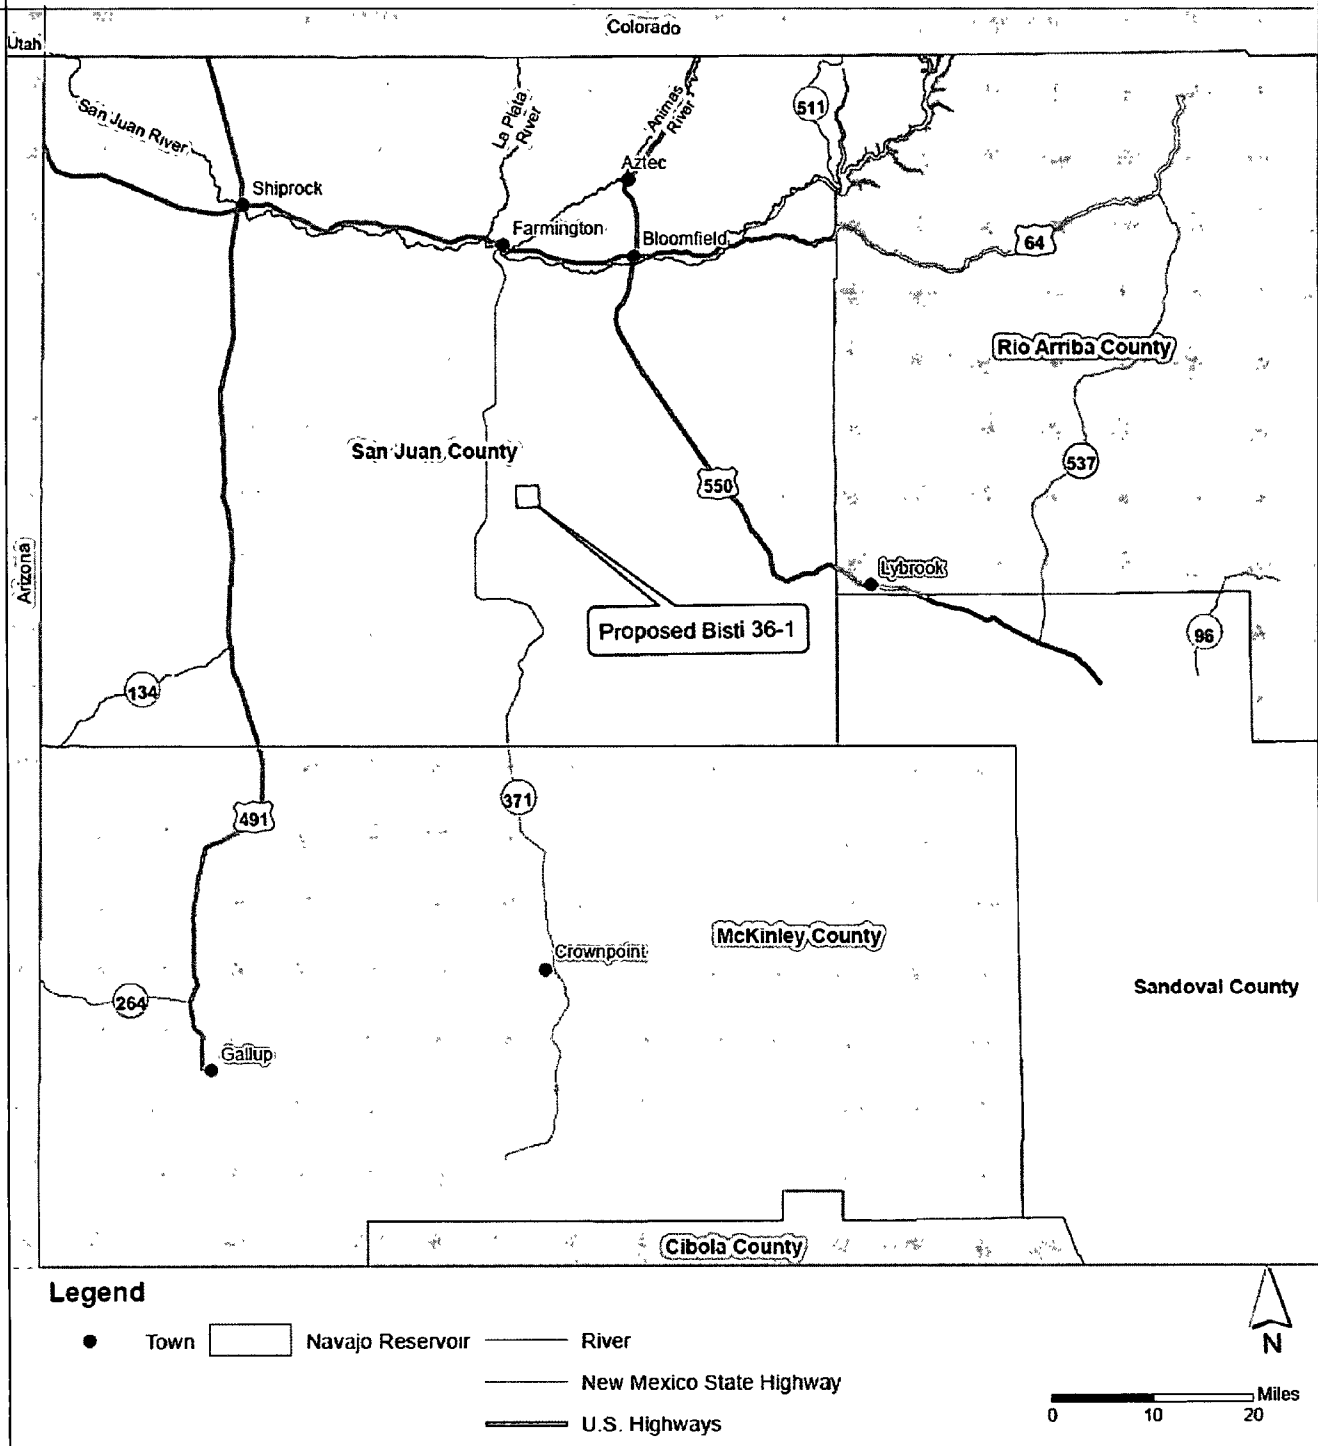 Colorado
Utah
San Juan River
La Plata
River
Animas
River
511
Aztec
Shiprock
Farmington
Bloomfield
64
Rio Arriba County
San Juan County
537
550
Arizona
Lybrook
Proposed Bisti 36-1
96
134
371
491
McKinley County
Crownpoint
Sandoval County
264
Gallup
Cibola County
Legend
Town
Navajo Reservoir
River
New Mexico State Highway
U.S. Highways
N
Miles
0 10 20